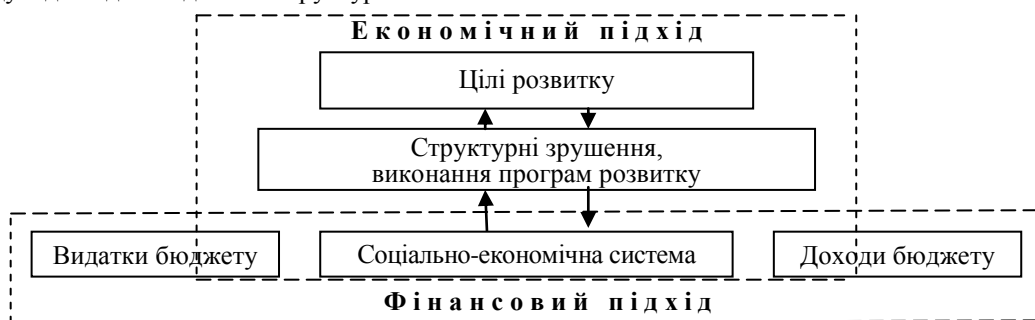 Економічний підхід
Цілі розвитку
Структурні зрушення,
виконання програм розвитку
Видатки бюджету
Соціально-економічна система
Доходи бюджету
Фінансовий підхід